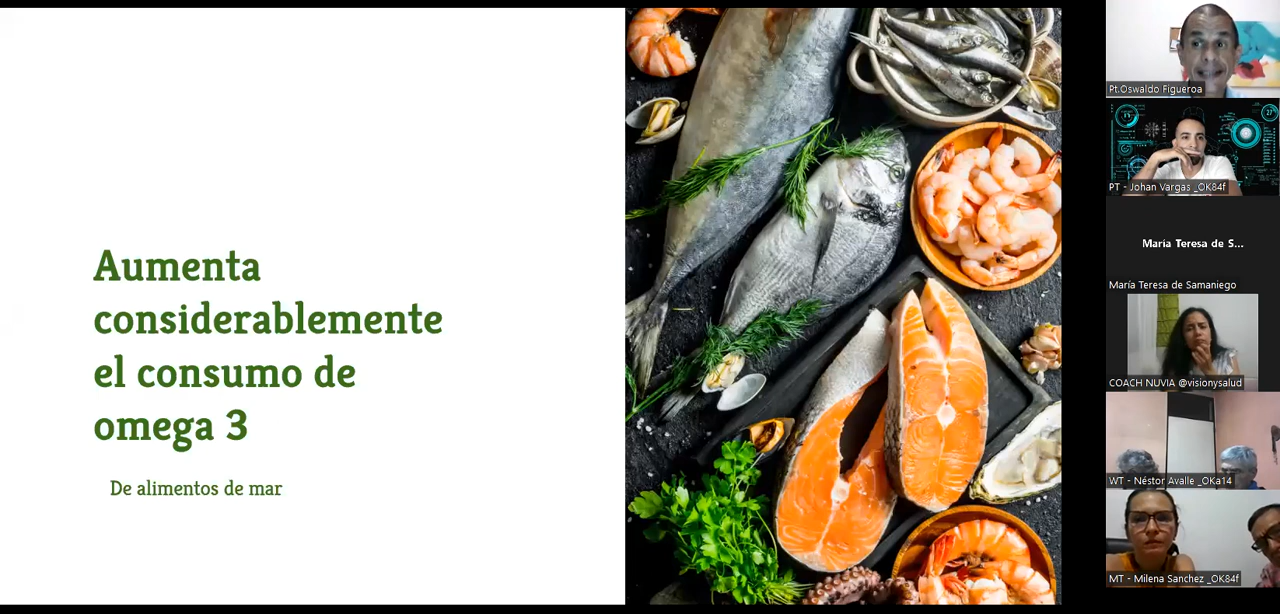 Aumenta
considerablemente
el consumo de
omega 3
De alimentos de mar
Pt.Oswaldo Figueroa
PT - Johan Vargas _OK84f
María Teresa de S...
María Teresa de Samaniego
COACH NUVIA @visionysalud
WT - Néstor Avalle _OKa14
MT - Milena Sanchez _OK84f